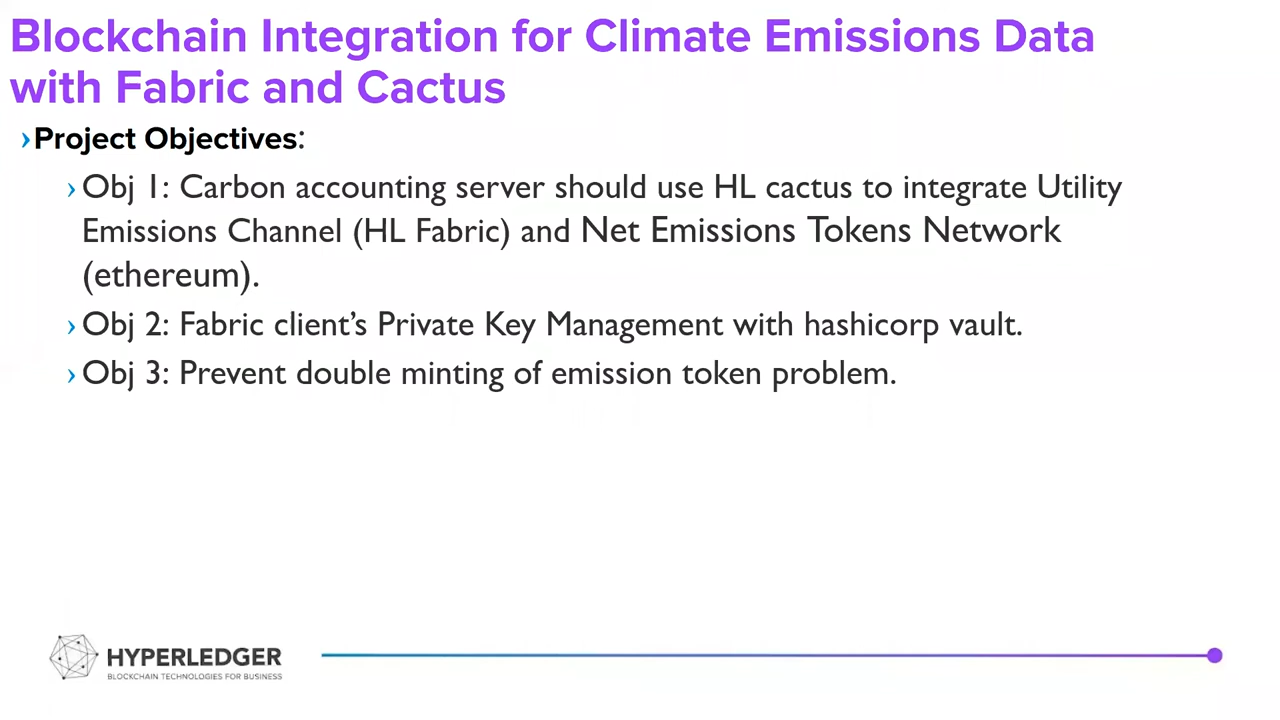 Blockchain Integration for Climate Emissions Data
with Fabric and Cactus
›Project Objectives:
›Obj 1: Carbon accounting server should use HL cactus to integrate Utility
Emissions Channel (HL Fabric) and Net Emissions Tokens Network
(ethereum).
›Obj 2: Fabric client’s Private Key Management with hashicorp vault.
›Obj 3: Prevent double minting of emission token problem.
HYPERLEDGER
BLOCKCHAIN TECHNOLOGIES FOR BUSINESS